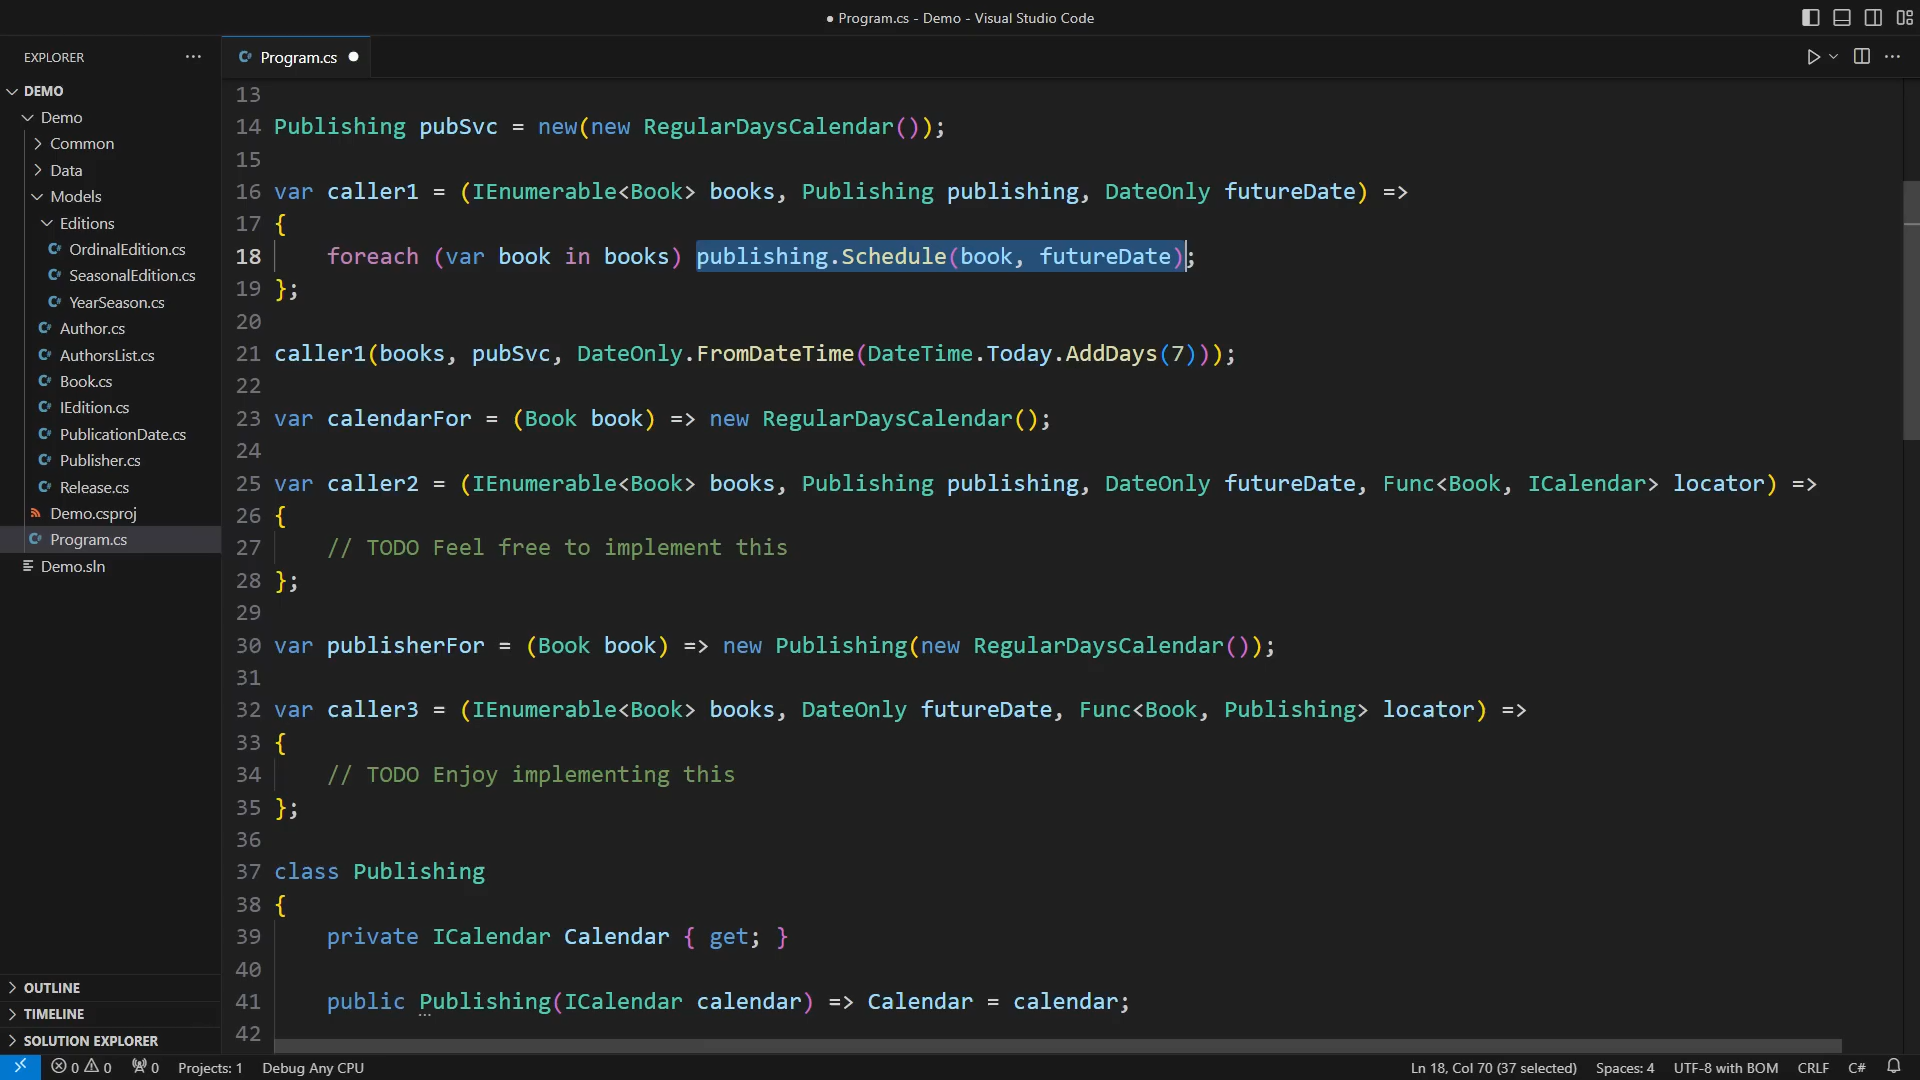 ● Program.cs - Demo - Visual Studio Code
EXPLORER
Program.cs
DEMO
Demo
Common
Data
Models
Editions
OrdinalEdition.cs
SeasonalEdition.cs
YearSeason.cs
Author.cs
AuthorsList.cs
Book.cs
IEdition.cs
PublicationDate.cs
Publisher.cs
Release.cs
Demo.csproj
Program.cs
Demo.sln
OUTLINE
TIMELINE
SOLUTION EXPLORER
13
14 Publishing pubSvc = new(new RegularDaysCalendar());
15
16 var caller1 = (IEnumerable<Book> books, Publishing publishing, DateOnly futureDate) =>
17 {
18     foreach (var book in books) publishing.Schedule(book, futureDate);
19 };
20
21 caller1(books, pubSvc, DateOnly.FromDateTime(DateTime.Today.AddDays(7)));
22
23 var calendarFor = (Book book) => new RegularDaysCalendar();
24
25 var caller2 = (IEnumerable<Book> books, Publishing publishing, DateOnly futureDate, Func<Book, ICalendar> locator) =>
26 {
27     // TODO Feel free to implement this
28 };
29
30 var publisherFor = (Book book) => new Publishing(new RegularDaysCalendar());
31
32 var caller3 = (IEnumerable<Book> books, DateOnly futureDate, Func<Book, Publishing> locator) =>
33 {
34     // TODO Enjoy implementing this
35 };
36
37 class Publishing
38 {
39     private ICalendar Calendar { get; }
40
41     public Publishing(ICalendar calendar) => Calendar = calendar;
42
0 0 0 Projects: 1 Debug Any CPU Ln 18, Col 70 (37 selected) Spaces: 4 UTF-8 with BOM CRLF C#